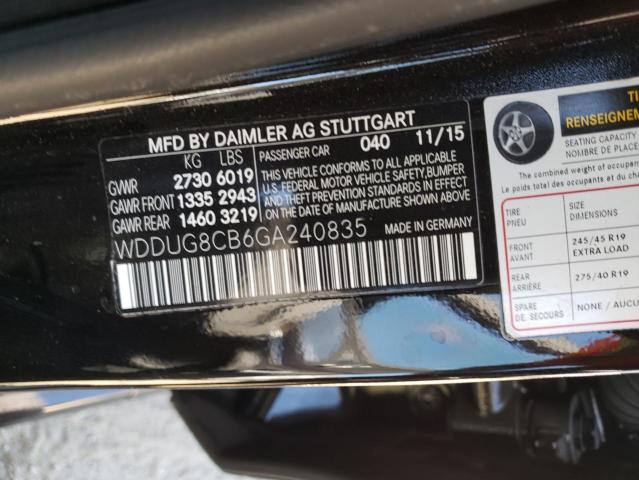 MFD BY DAIMLER AG STUTTGART
KG LBS
PASSENGER CAR 040 11/15
GVWR 2730 6019
GAWR FRONT 1335 2943
GAWR REAR 1460 3219
THIS VEHICLE CONFORMS TO ALL APPLICABLE
U.S. FEDERAL MOTOR VEHICLE SAFETY, BUMPER
AND THEFT PREVENTION STANDARDS IN EFFECT
ON THE DATE OF MANUFACTURE SHOWN ABOVE.
WDDUG8CB6GA240835
MADE IN GERMANY
RENSEIGNEM
SEATING CAPACITY
NOMBRE DE PLACE
The combined weight of occupa
Le poids total des occupants et du cha
TIRE SIZE
PNEU DIMENSIONS
FRONT 245/45 R19
AVANT EXTRA LOAD
REAR 275/40 R19
ARRIÈRE
SPARE NONE / AUCU
DE SECOURS